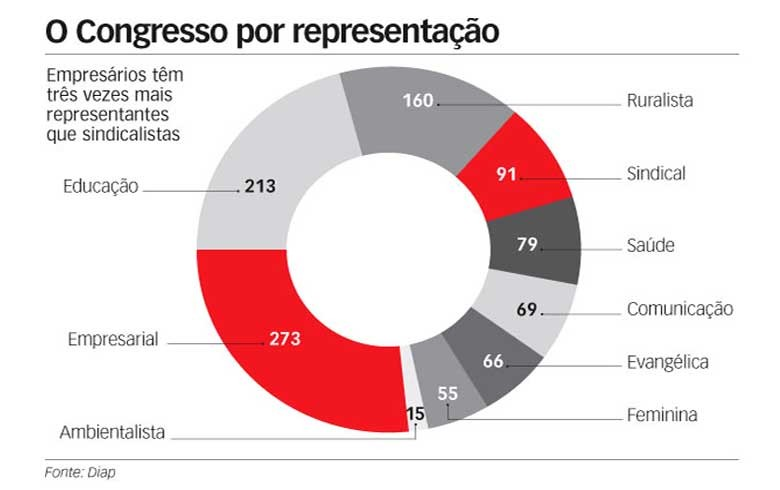 O Congresso por representação
Empresários têm
três vezes mais
representantes
que sindicalistas
160
Ruralista
91
Sindical
Educação
213
79
Saúde
69
Comunicação
Empresarial
273
66
Evangélica
55
Feminina
15
Ambientalista
Fonte: Diap